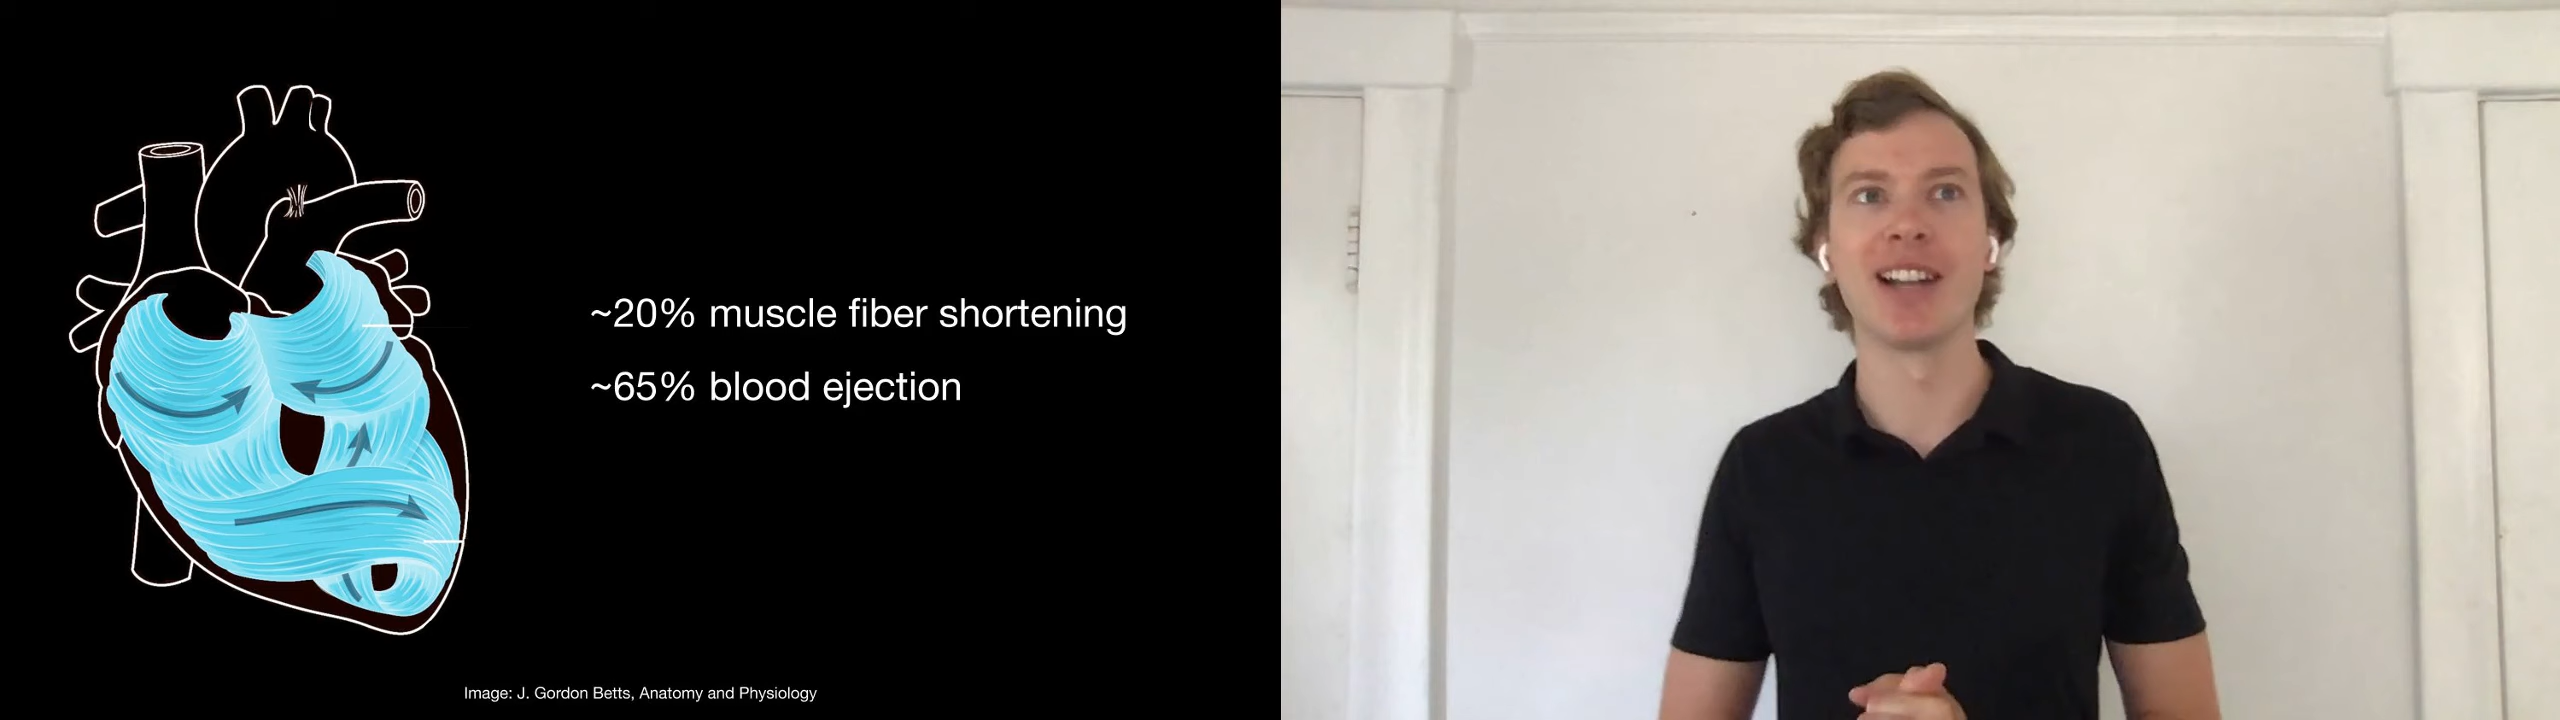 ~20% muscle fiber shortening
~65% blood ejection
Image: J. Gordon Betts, Anatomy and Physiology